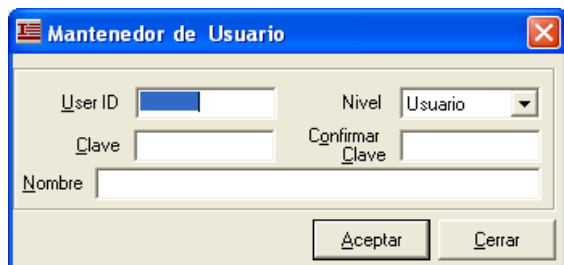 Mantenedor de Usuario
User ID Nivel Usuario
Clave Confirmar Clave
Nombre
Aceptar Cerrar